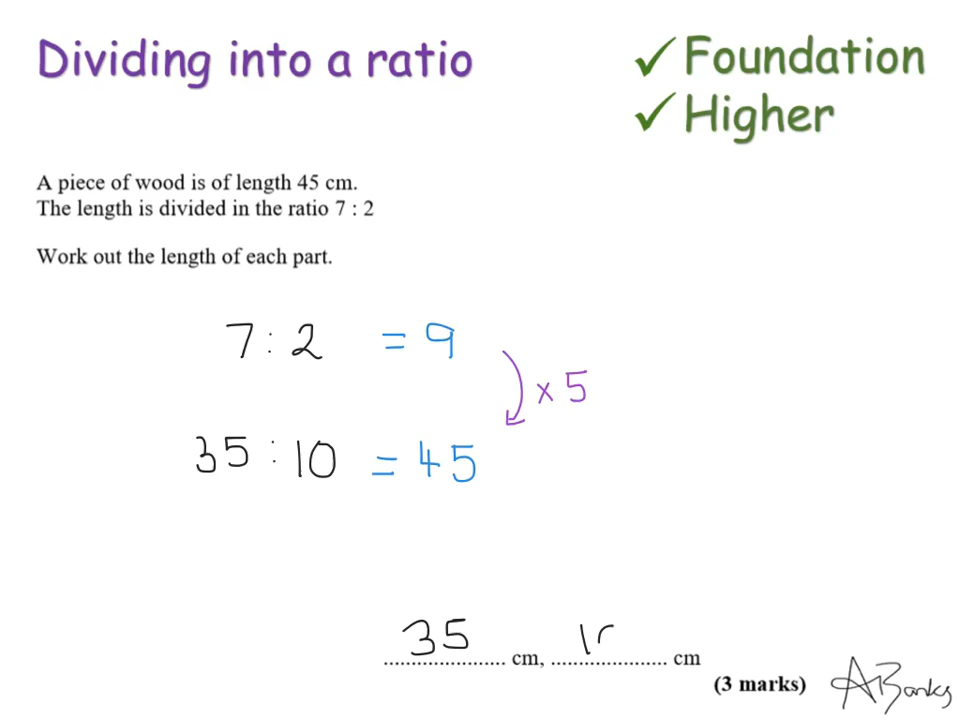 Dividing into a ratio
✓ Foundation
✓ Higher
A piece of wood is of length 45 cm.
The length is divided in the ratio 7 : 2
Work out the length of each part.
7 : 2 = 9
× 5
35 : 10 = 45
35 cm, cm
(3 marks)
A Banks